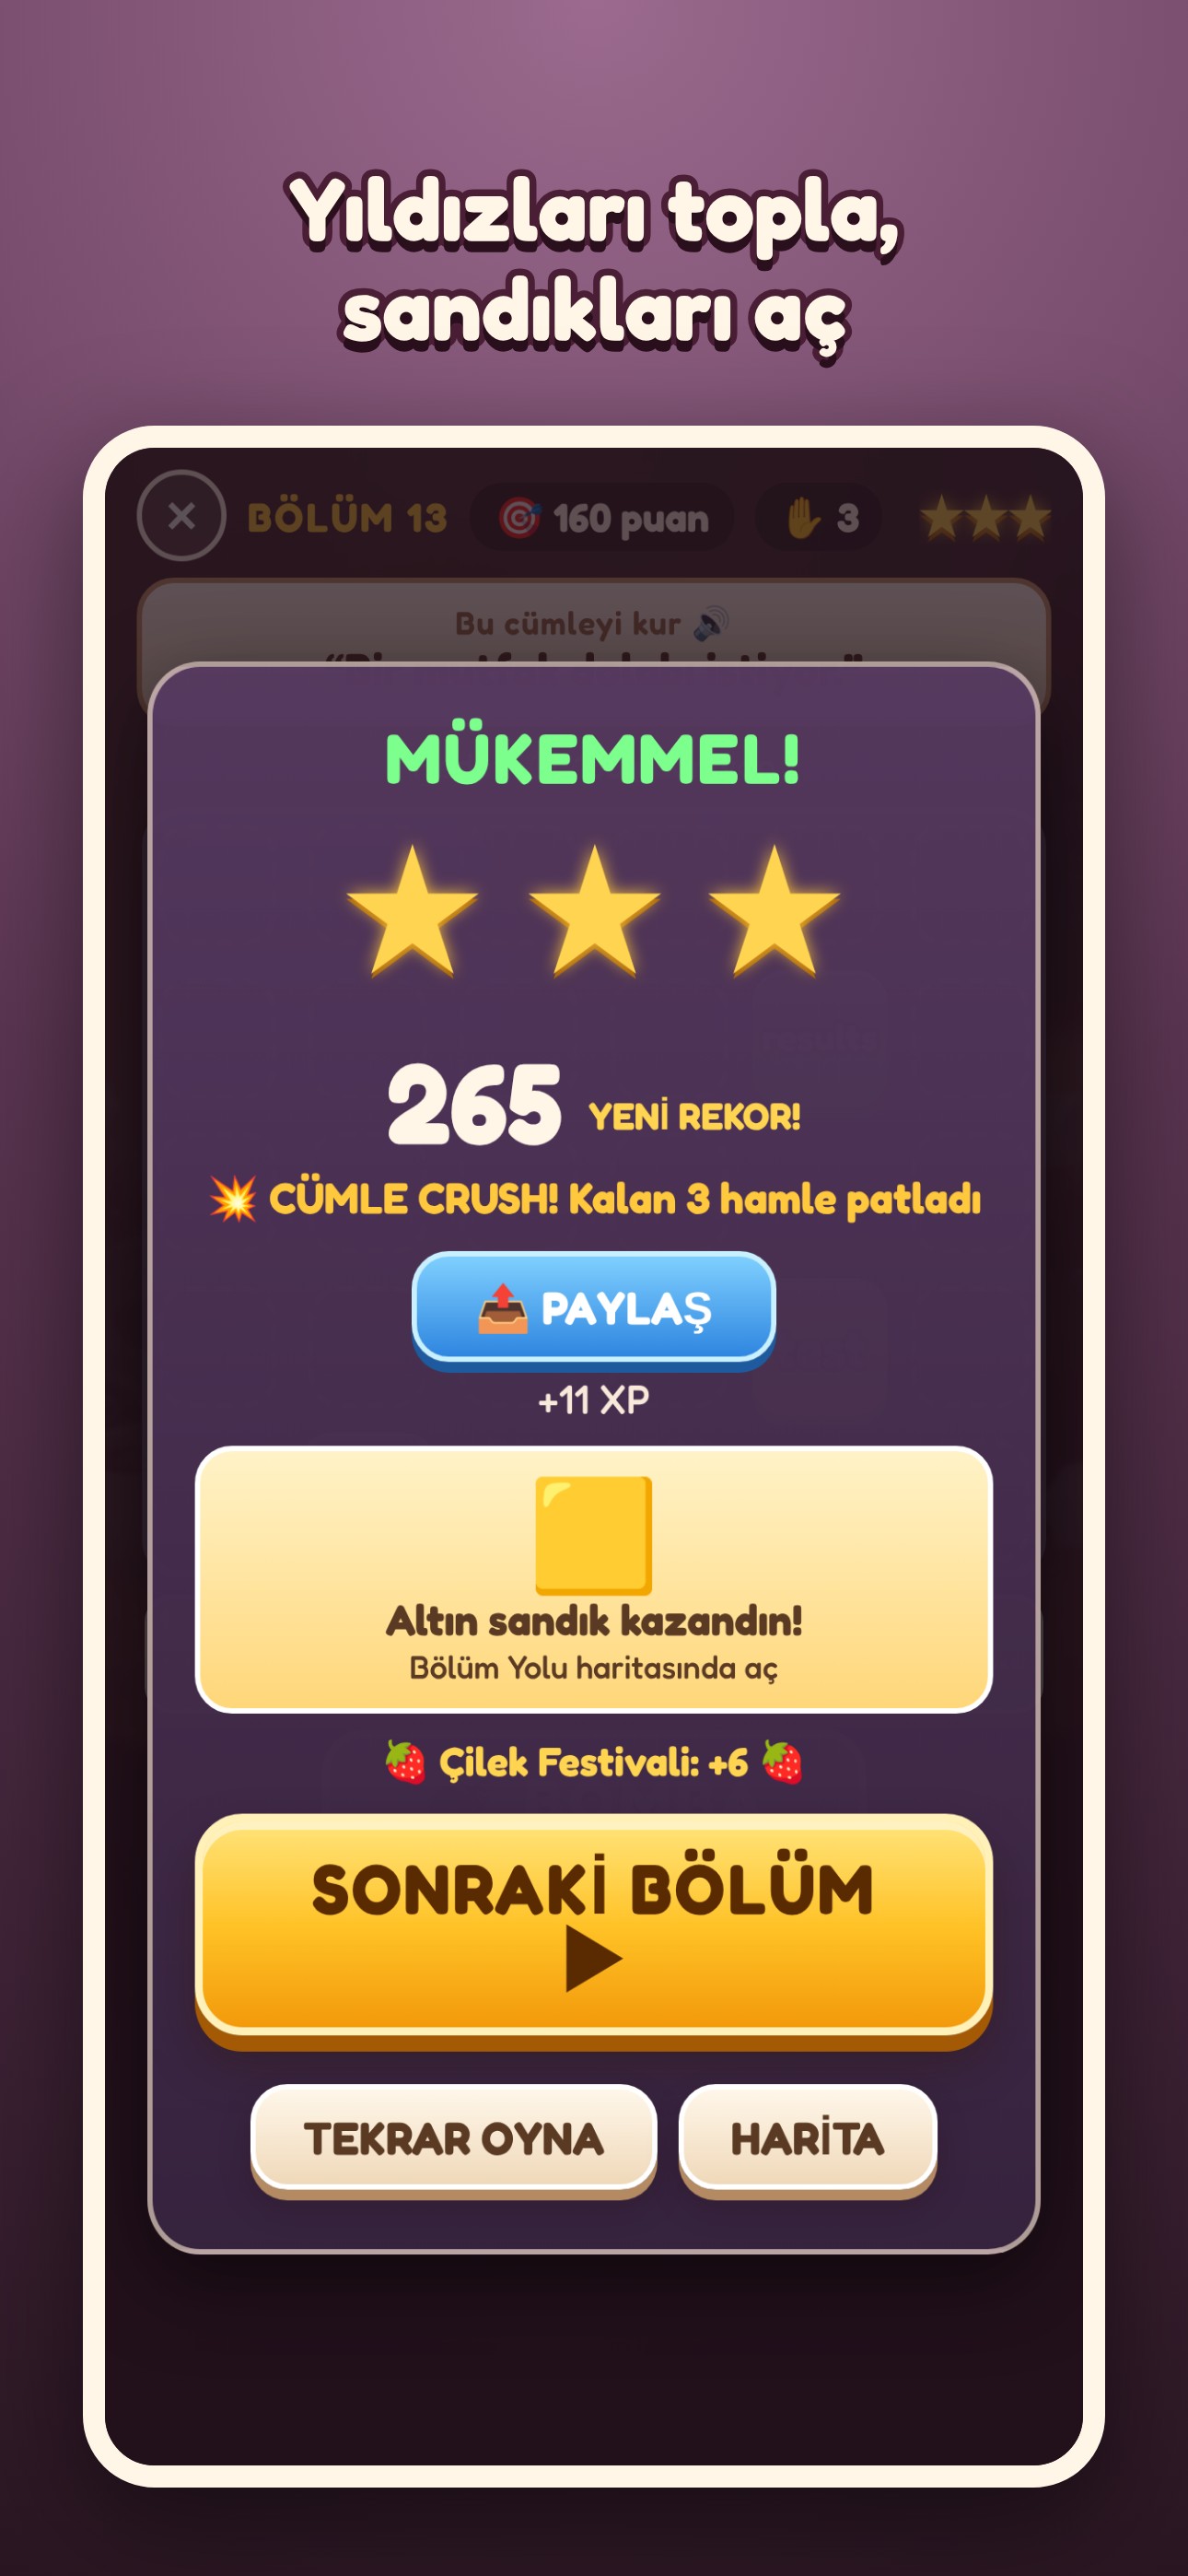 Yıldızları topla,
sandıkları aç
BÖLÜM 13
160 puan
3
Bu cümleyi kur
MÜKEMMEL!
265 YENİ REKOR!
CÜMLE CRUSH! Kalan 3 hamle patladı
PAYLAŞ
+11 XP
Altın sandık kazandın!
Bölüm Yolu haritasında aç
Çilek Festivali: +6
SONRAKİ BÖLÜM
TEKRAR OYNA
HARİTA